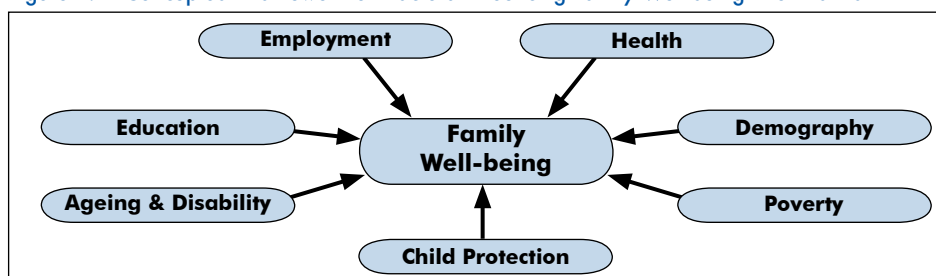 Employment
Health
Education
Family
Well-being
Demography
Ageing & Disability
Poverty
Child Protection